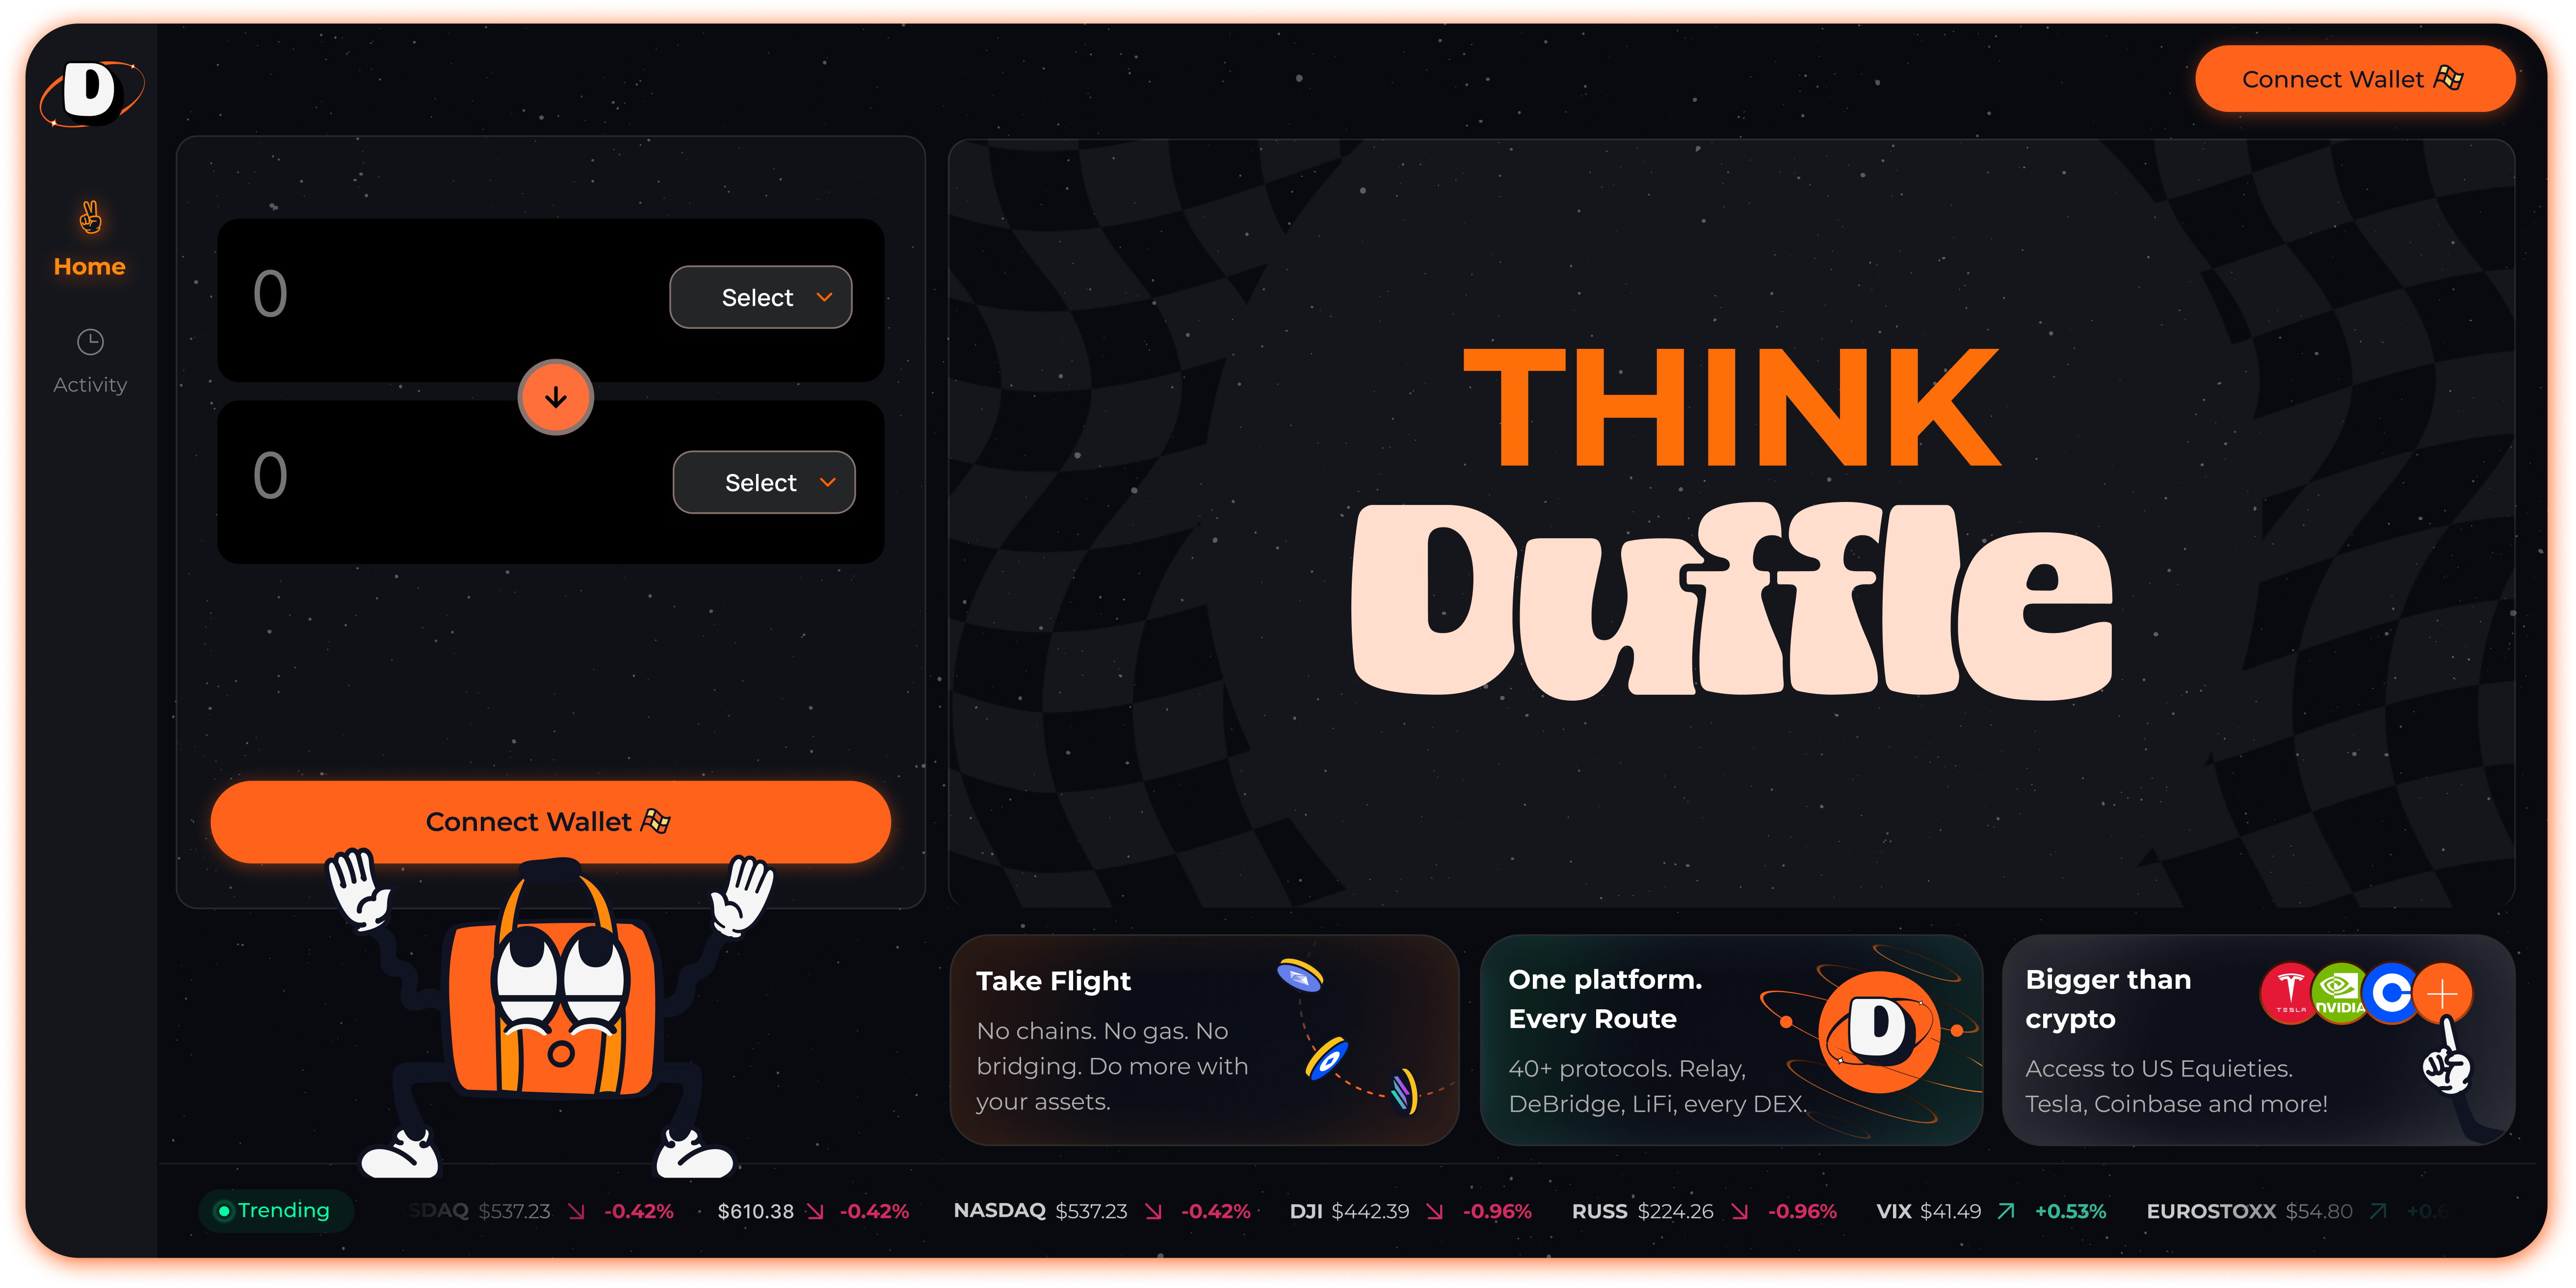 D
Connect Wallet
Home
Activity
0
Select
0
Select
Connect Wallet
THINK
Duffle
Take Flight
No chains. No gas. No
bridging. Do more with
your assets.
One platform.
Every Route
40+ protocols. Relay,
DeBridge, LiFi, every DEX.
D
Bigger than
crypto
TESLA
NVIDIA
Access to US Equieties.
Tesla, Coinbase and more!
Trending
SDAQ $537.23 -0.42% $610.38 -0.42% NASDAQ $537.23 -0.42% DJI $442.39 -0.96% RUSS $224.26 -0.96% VIX $41.49 +0.53% EUROSTOXX $54.80